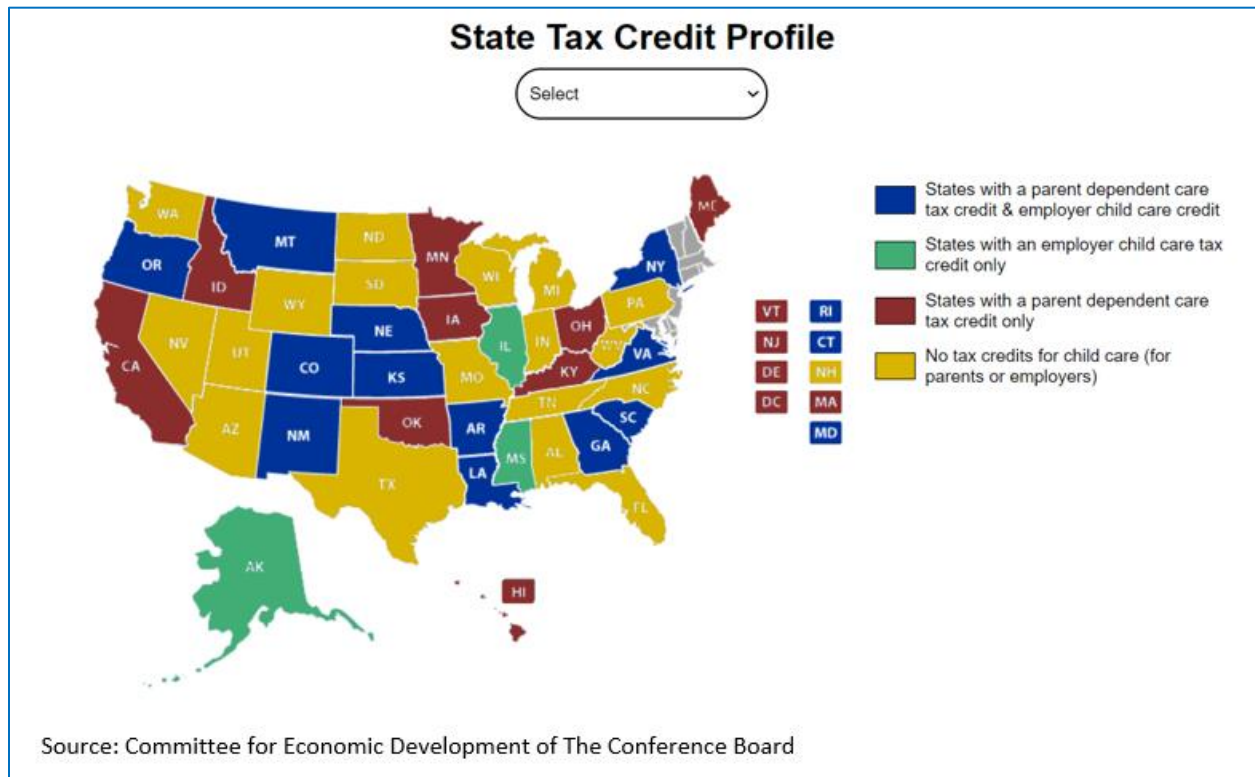 State Tax Credit Profile
Select
WA
OR
CA
ID
NV
AZ
UT
MT
WY
CO
NM
ND
SD
NE
KS
OK
TX
MN
IA
MO
AR
LA
WI
IL
MS
MI
IN
KY
TN
AL
OH
WV
GA
FL
SC
NC
VA
PA
NY
AK
HI
VT
RI
NJ
CT
DE
NH
DC
MA
MD
States with a parent dependent care
tax credit & employer child care credit
States with an employer child care tax
credit only
States with a parent dependent care
tax credit only
No tax credits for child care (for
parents or employers)
Source: Committee for Economic Development of The Conference Board